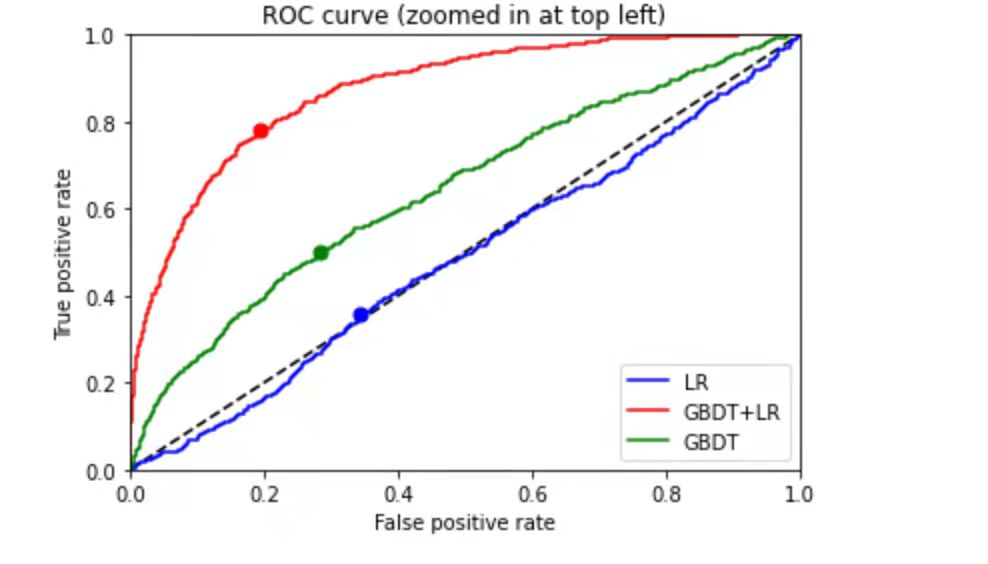 ROC curve (zoomed in at top left)
True positive rate
1.0
0.8
0.6
0.4
0.2
0.0
0.0 0.2 0.4 0.6 0.8 1.0
False positive rate
LR
GBDT+LR
GBDT